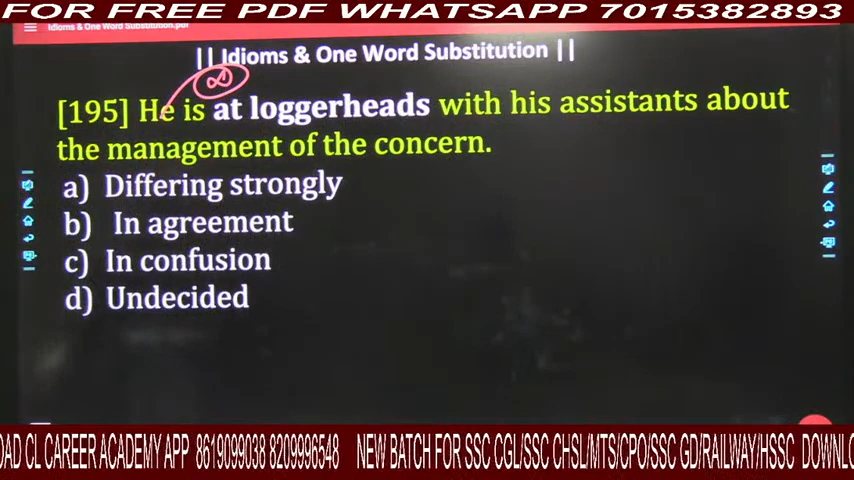 FOR FREE PDF WHATSAPP 7015382893
Idioms & One Word Substitution.pdf
|| Idioms & One Word Substitution ||
[195] He is at loggerheads with his assistants about
the management of the concern.
a) Differing strongly
b) In agreement
c) In confusion
d) Undecided
OAD CL CAREER ACADEMY APP 8619099038 8209996548 NEW BATCH FOR SSC CGL/SSC CHSL/MTS/CPO/SSC GD/RAILWAY/HSSC DOWNLO